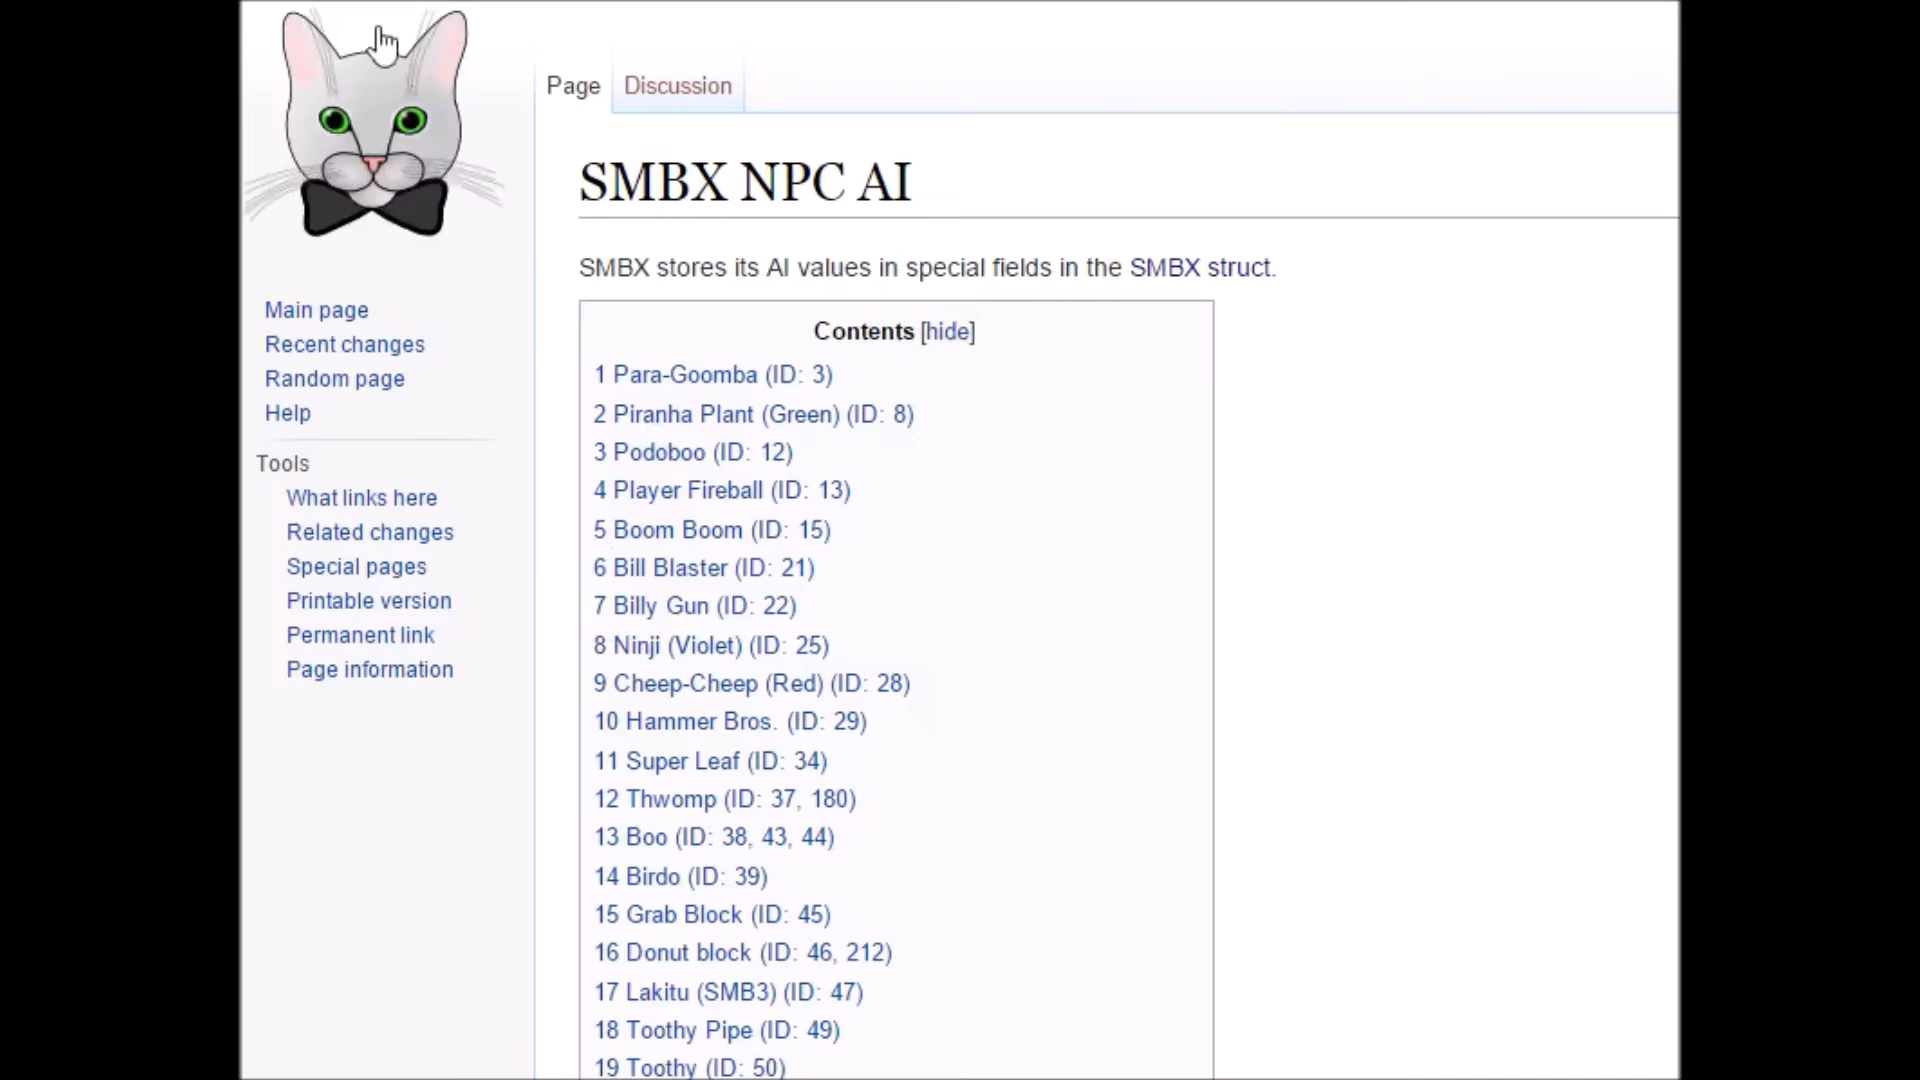 Page
Discussion
SMBX NPC AI
SMBX stores its AI values in special fields in the SMBX struct.
Main page
Recent changes
Random page
Help
Tools
What links here
Related changes
Special pages
Printable version
Permanent link
Page information
Contents [hide]
1 Para-Goomba (ID: 3)
2 Piranha Plant (Green) (ID: 8)
3 Podoboo (ID: 12)
4 Player Fireball (ID: 13)
5 Boom Boom (ID: 15)
6 Bill Blaster (ID: 21)
7 Billy Gun (ID: 22)
8 Ninji (Violet) (ID: 25)
9 Cheep-Cheep (Red) (ID: 28)
10 Hammer Bros. (ID: 29)
11 Super Leaf (ID: 34)
12 Thwomp (ID: 37, 180)
13 Boo (ID: 38, 43, 44)
14 Birdo (ID: 39)
15 Grab Block (ID: 45)
16 Donut block (ID: 46, 212)
17 Lakitu (SMB3) (ID: 47)
18 Toothy Pipe (ID: 49)
19 Toothy (ID: 50)